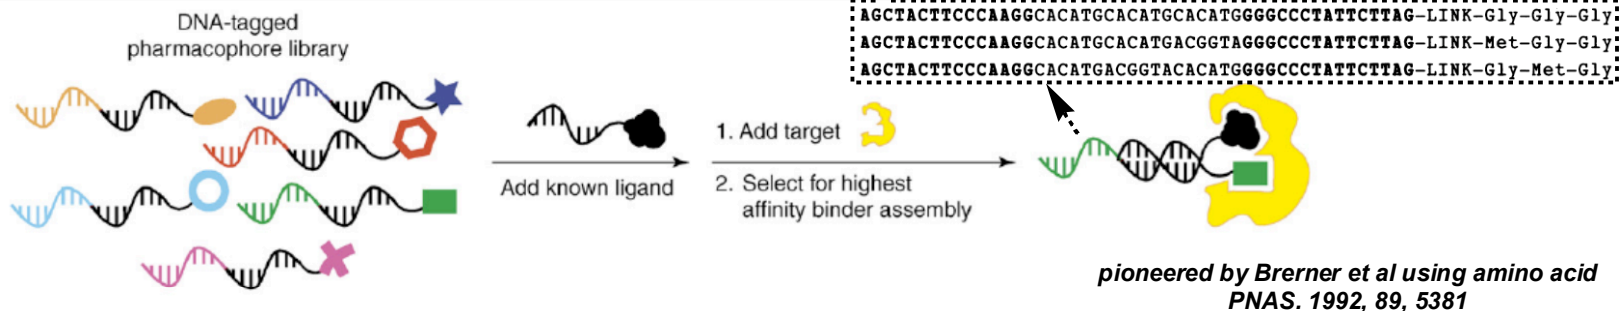 DNA-tagged
pharmacophore library
Add known ligand
1. Add target
2. Select for highest
affinity binder assembly
AGCTACTTCCCAAGGCACATGCACATGCACATGGGGCCCTATTCTTAG-LINK-Gly-Gly-Gly
AGCTACTTCCCAAGGCACATGCACATGACGGTAGGGCCCTATTCTTAG-LINK-Met-Gly-Gly
AGCTACTTCCCAAGGCACATGACGGTACACATGGGGCCCTATTCTTAG-LINK-Gly-Met-Gly
pioneered by Brerner et al using amino acid
PNAS. 1992, 89, 5381